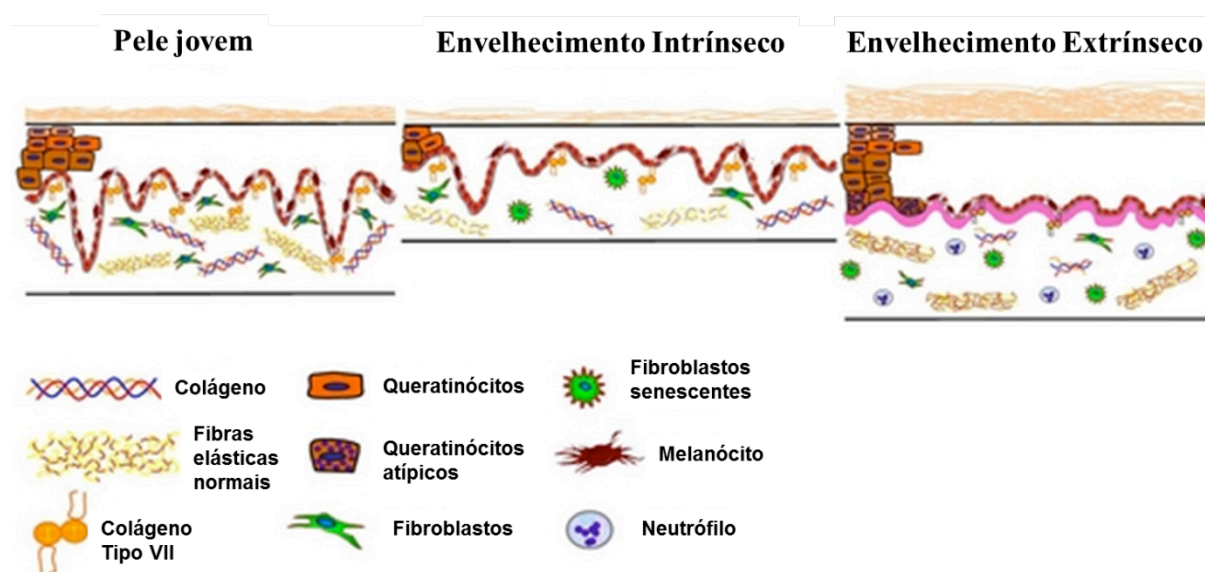 Pele jovem
Envelhecimento Intrínseco
Envelhecimento Extrínseco
Colágeno
Queratinócitos
Fibroblastos
senescentes
Fibras
elásticas
normais
Queratinócitos
atípicos
Melanócito
Colágeno
Tipo VII
Fibroblastos
Neutrófilo